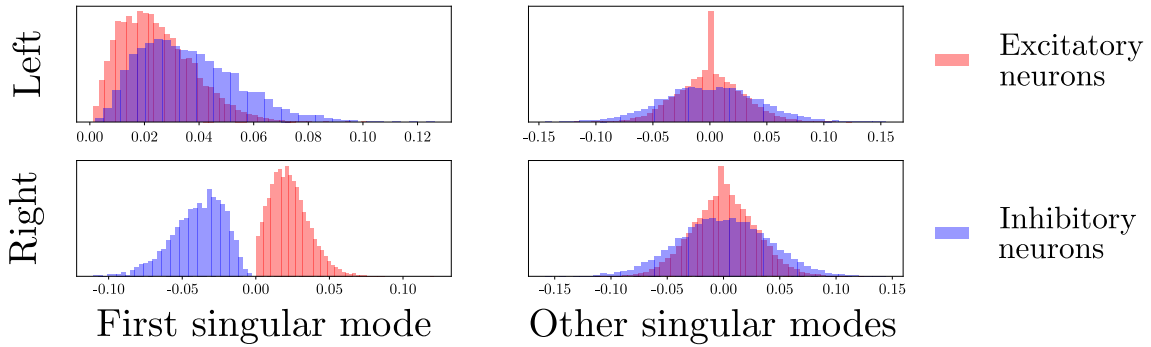 Left
0.00 0.02 0.04 0.06 0.08 0.10 0.12
-0.15 -0.10 -0.05 0.00 0.05 0.10 0.15
Excitatory
neurons
Right
-0.10 -0.05 0.00 0.05 0.10
-0.15 -0.10 -0.05 0.00 0.05 0.10 0.15
Inhibitory
neurons
First singular mode
Other singular modes